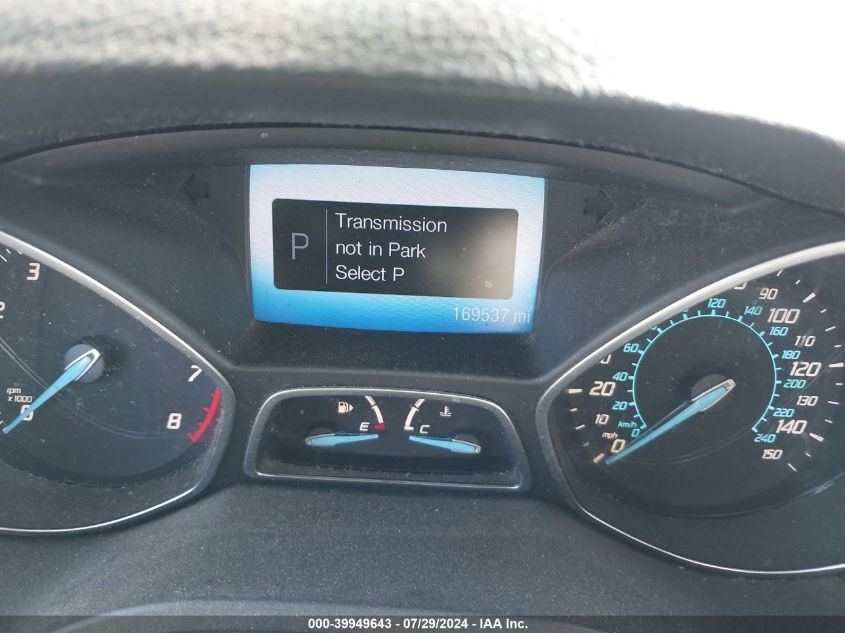 P
Transmission
not in Park
Select P
169537 mi
2 3
rpm
x 1000
0
7
8
E
C
0 10 20
90 100 110 120 130 140 150
mph
km/h
0 20 40 60
120 140 160 180 200 220 240
000-39949643 / 07/29/2024 - IAA Inc.